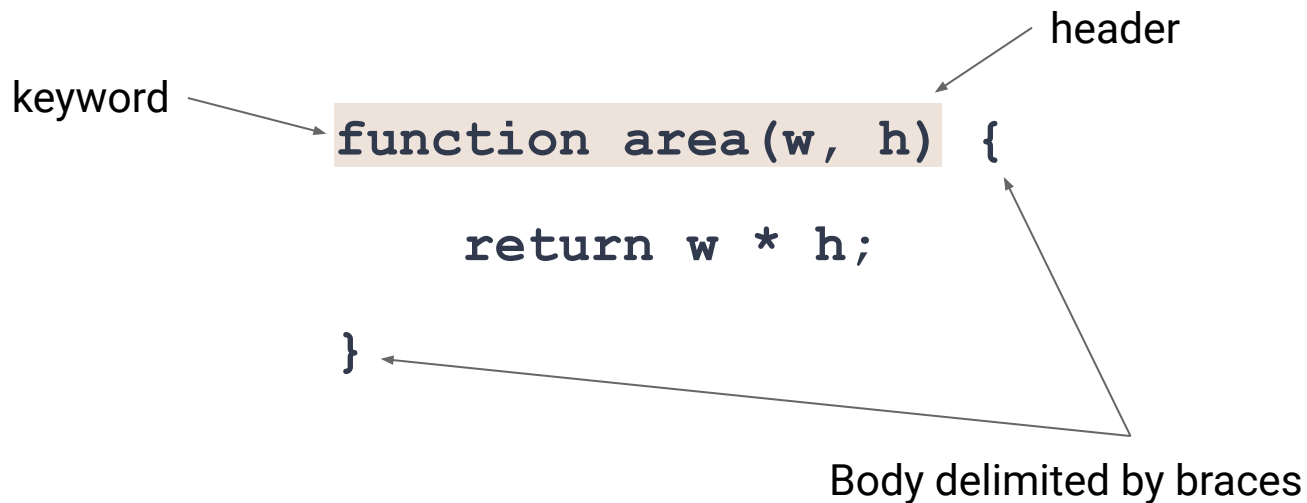 header
keyword
function area(w, h) {
return w * h;
}
Body delimited by braces